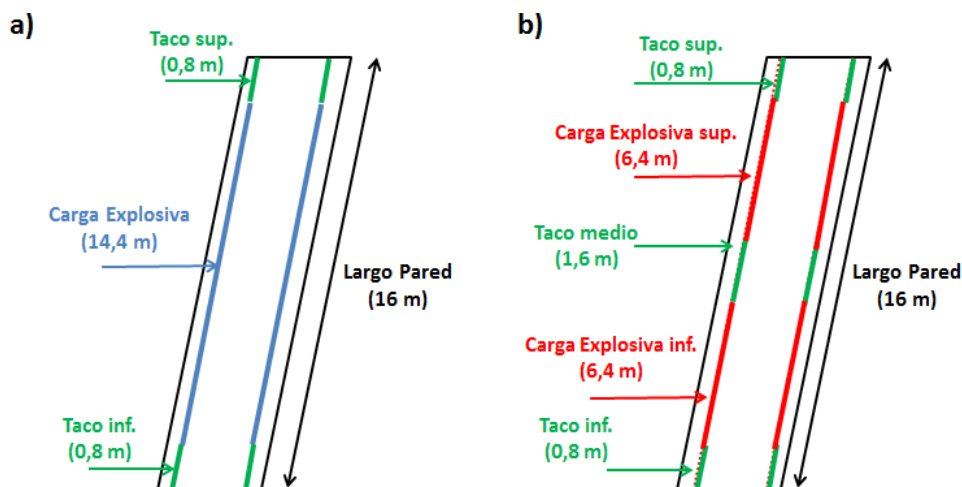 a)
Taco sup.
(0,8 m)
Carga Explosiva
(14,4 m)
Largo Pared
(16 m)
Taco inf.
(0,8 m)
b)
Taco sup.
(0,8 m)
Carga Explosiva sup.
(6,4 m)
Taco medio
(1,6 m)
Largo Pared
(16 m)
Carga Explosiva inf.
(6,4 m)
Taco inf.
(0,8 m)